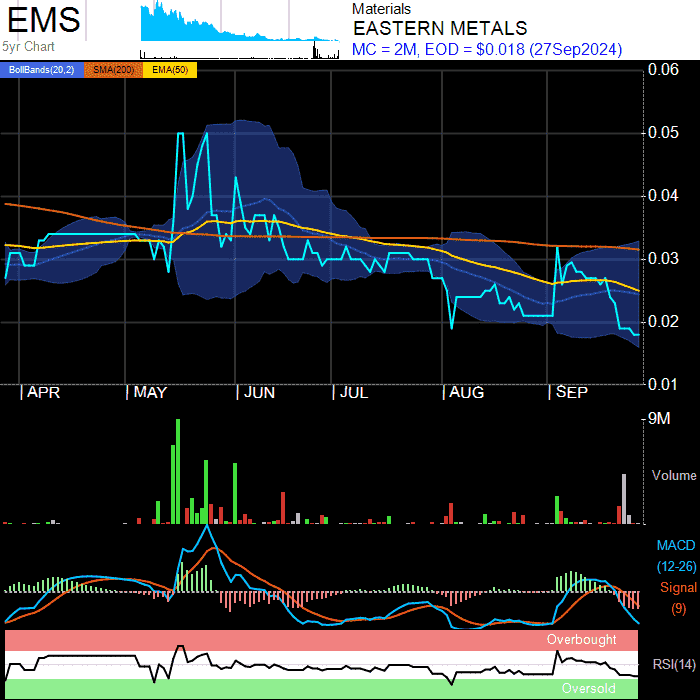 EMS
5yr Chart
Materials
EASTERN METALS
MC = 2M, EOD = $0.018 (27Sep2024)
BollBands(20,2) SMA(200) EMA(50)
0.06
0.05
0.04
0.03
0.02
0.01
APR MAY JUN JUL AUG SEP
9M
Volume
MACD
(12-26)
Signal
(9)
Overbought
RSI(14)
Oversold